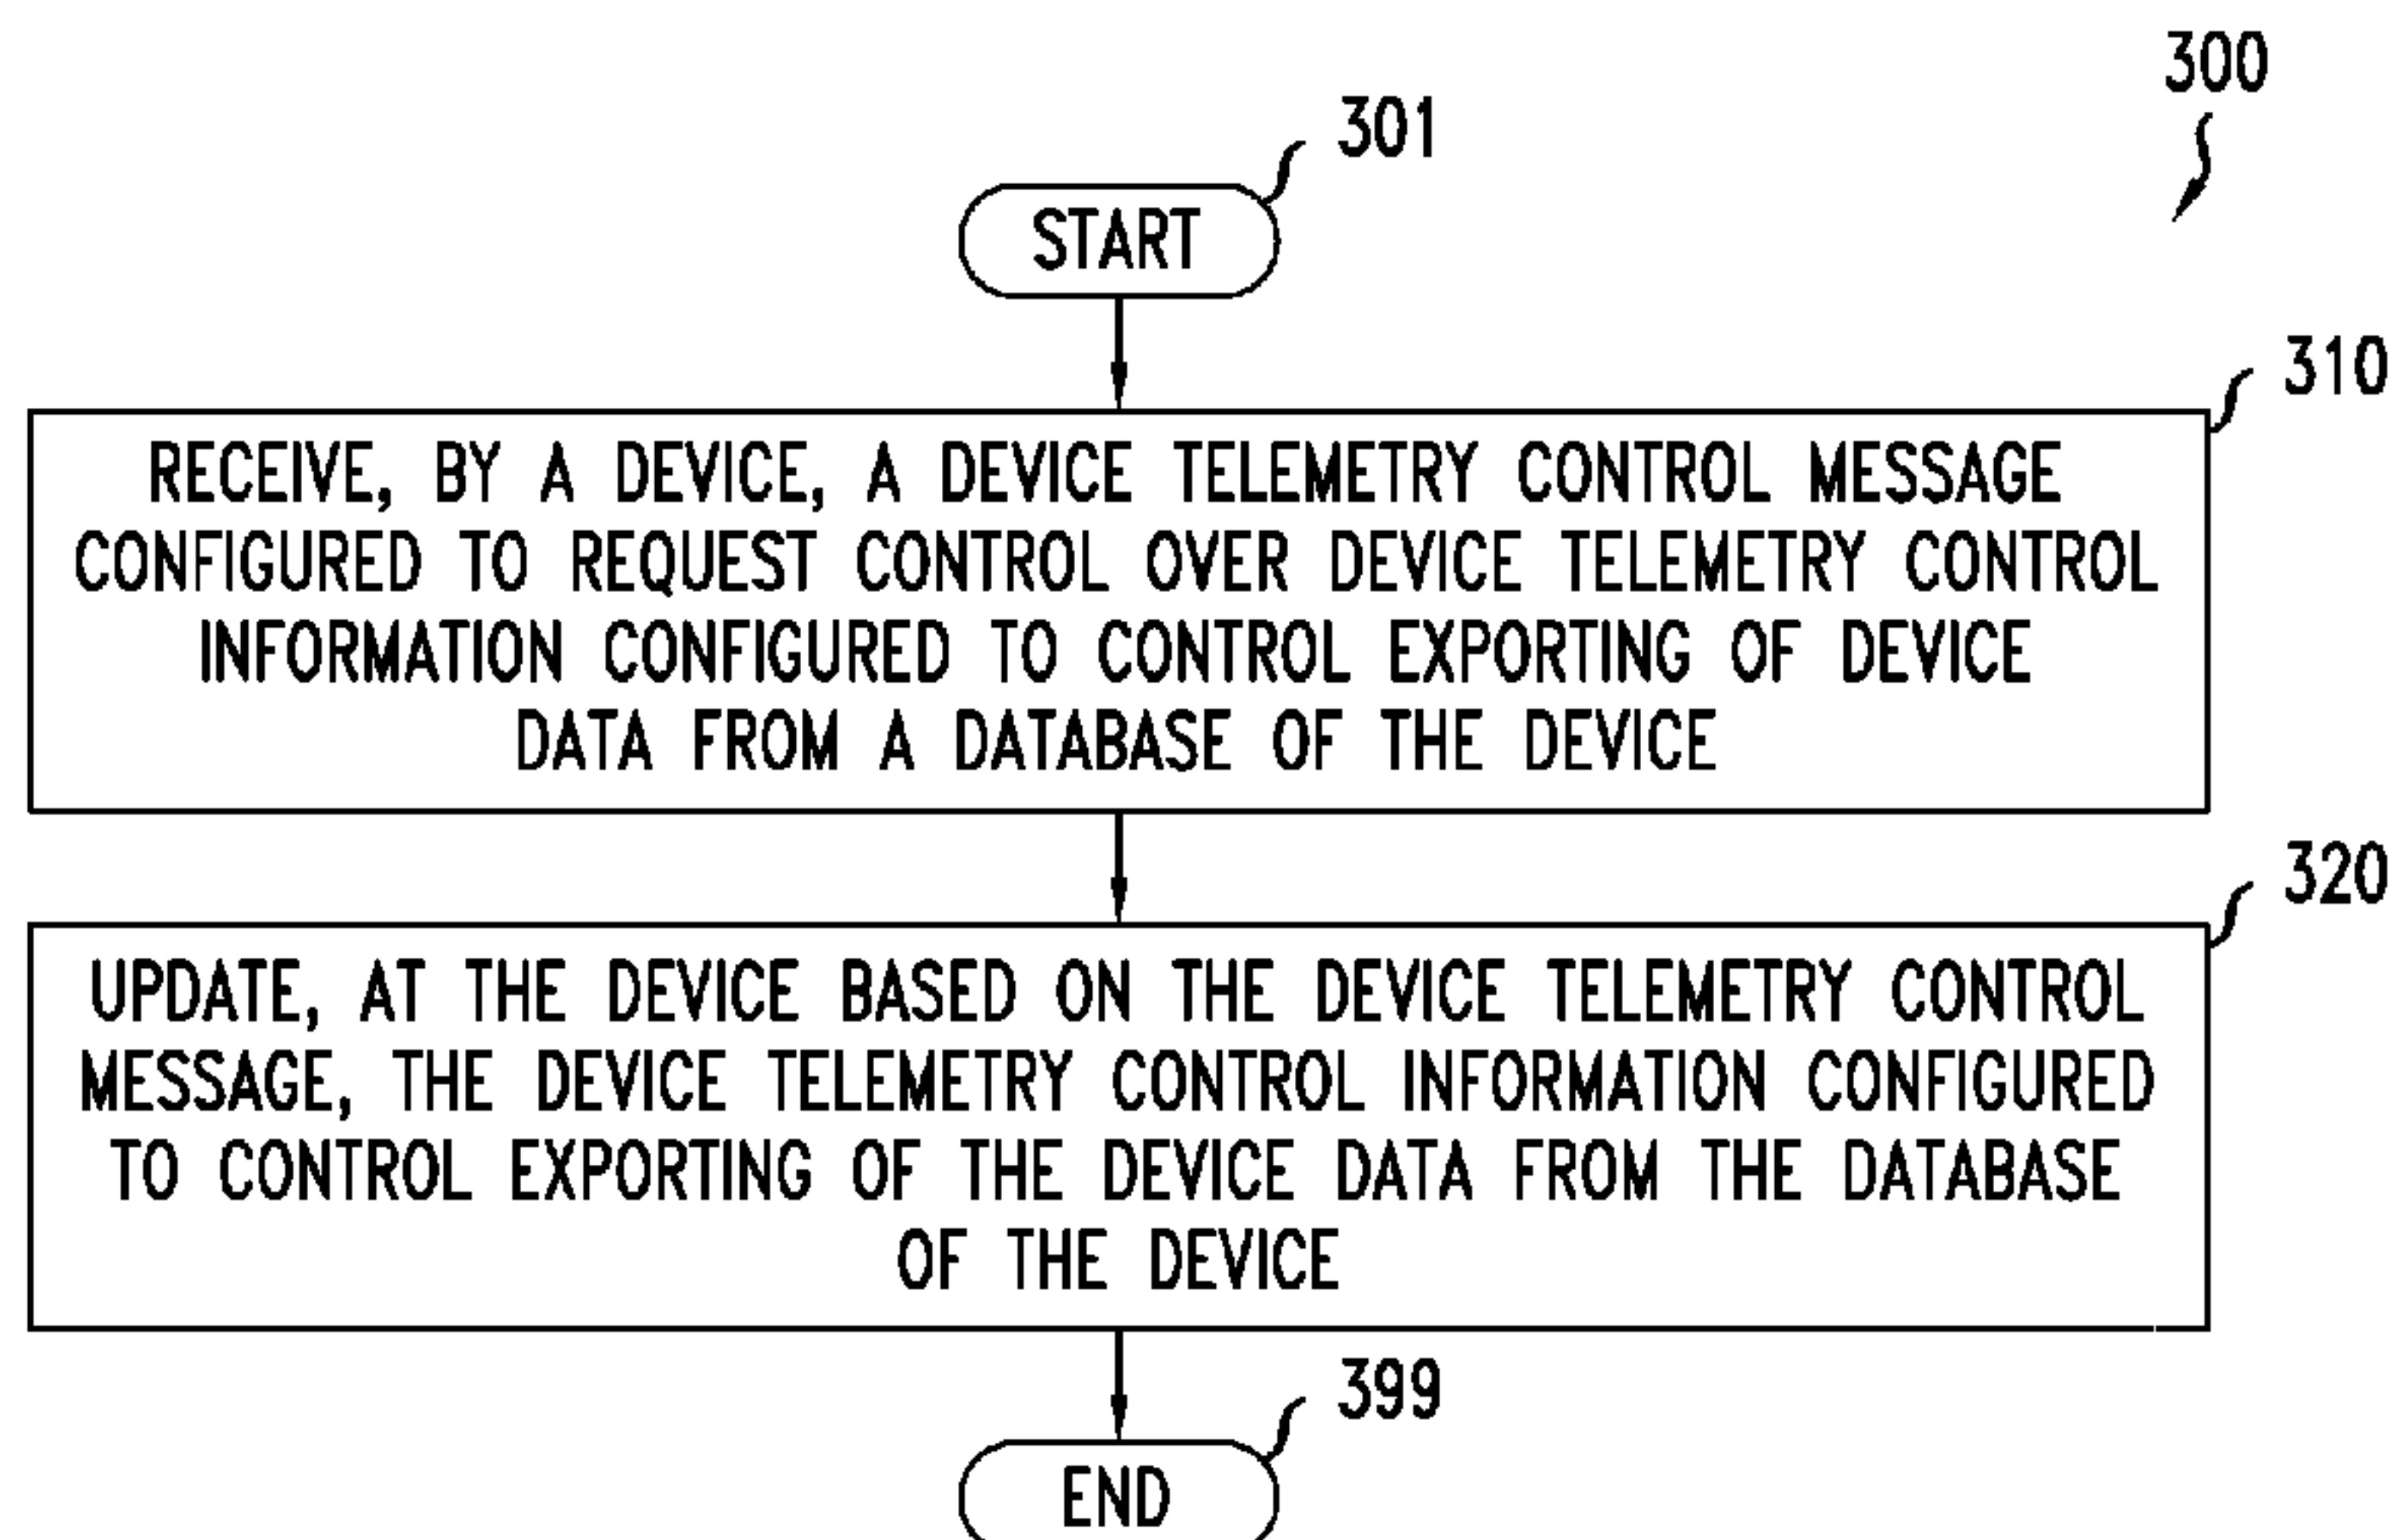 300
301
START
310
RECEIVE, BY A DEVICE, A DEVICE TELEMETRY CONTROL MESSAGE
CONFIGURED TO REQUEST CONTROL OVER DEVICE TELEMETRY CONTROL
INFORMATION CONFIGURED TO CONTROL EXPORTING OF DEVICE
DATA FROM A DATABASE OF THE DEVICE
320
UPDATE, AT THE DEVICE BASED ON THE DEVICE TELEMETRY CONTROL
MESSAGE, THE DEVICE TELEMETRY CONTROL INFORMATION CONFIGURED
TO CONTROL EXPORTING OF THE DEVICE DATA FROM THE DATABASE
OF THE DEVICE
399
END